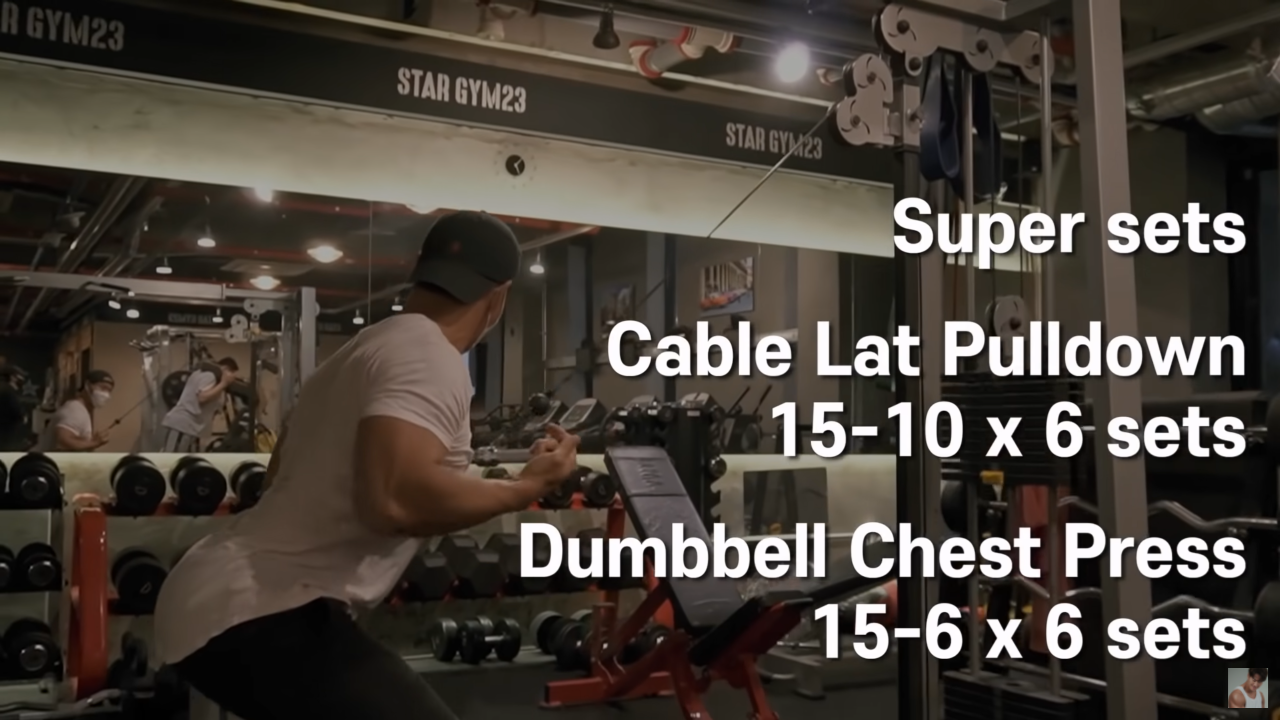 R GYM23
STAR GYM23
STAR GYM23
Super sets
Cable Lat Pulldown
15-10 x 6 sets
Dumbbell Chest Press
15-6 x 6 sets